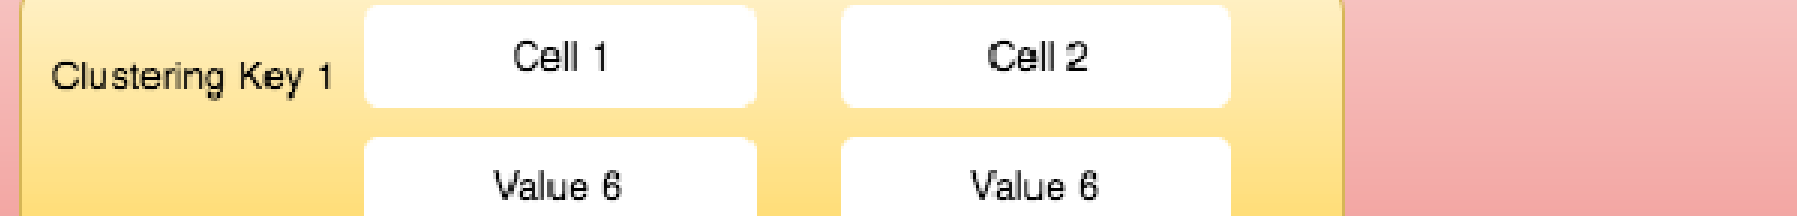 Cell 1 Cell 2
Clustering Key 1
Value 6 Value 6